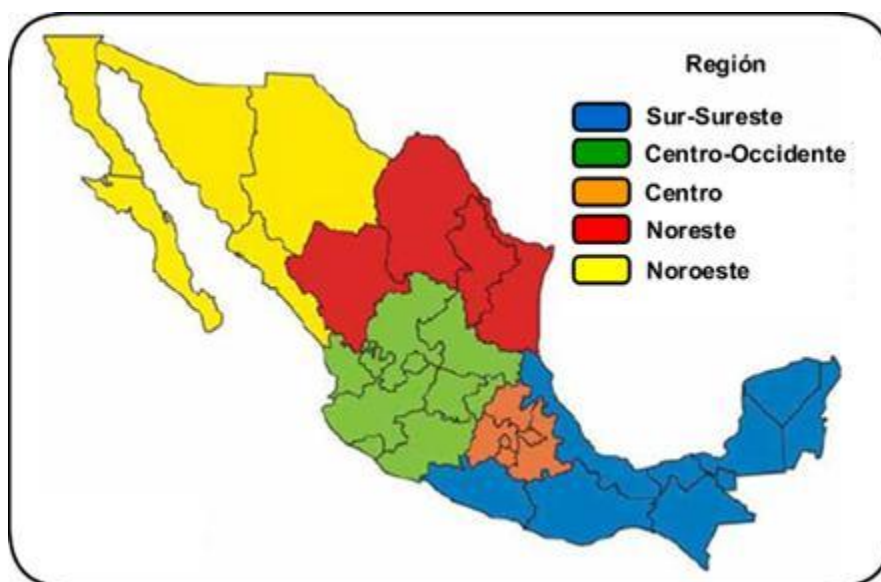 Región
Sur-Sureste
Centro-Occidente
Centro
Noreste
Noroeste